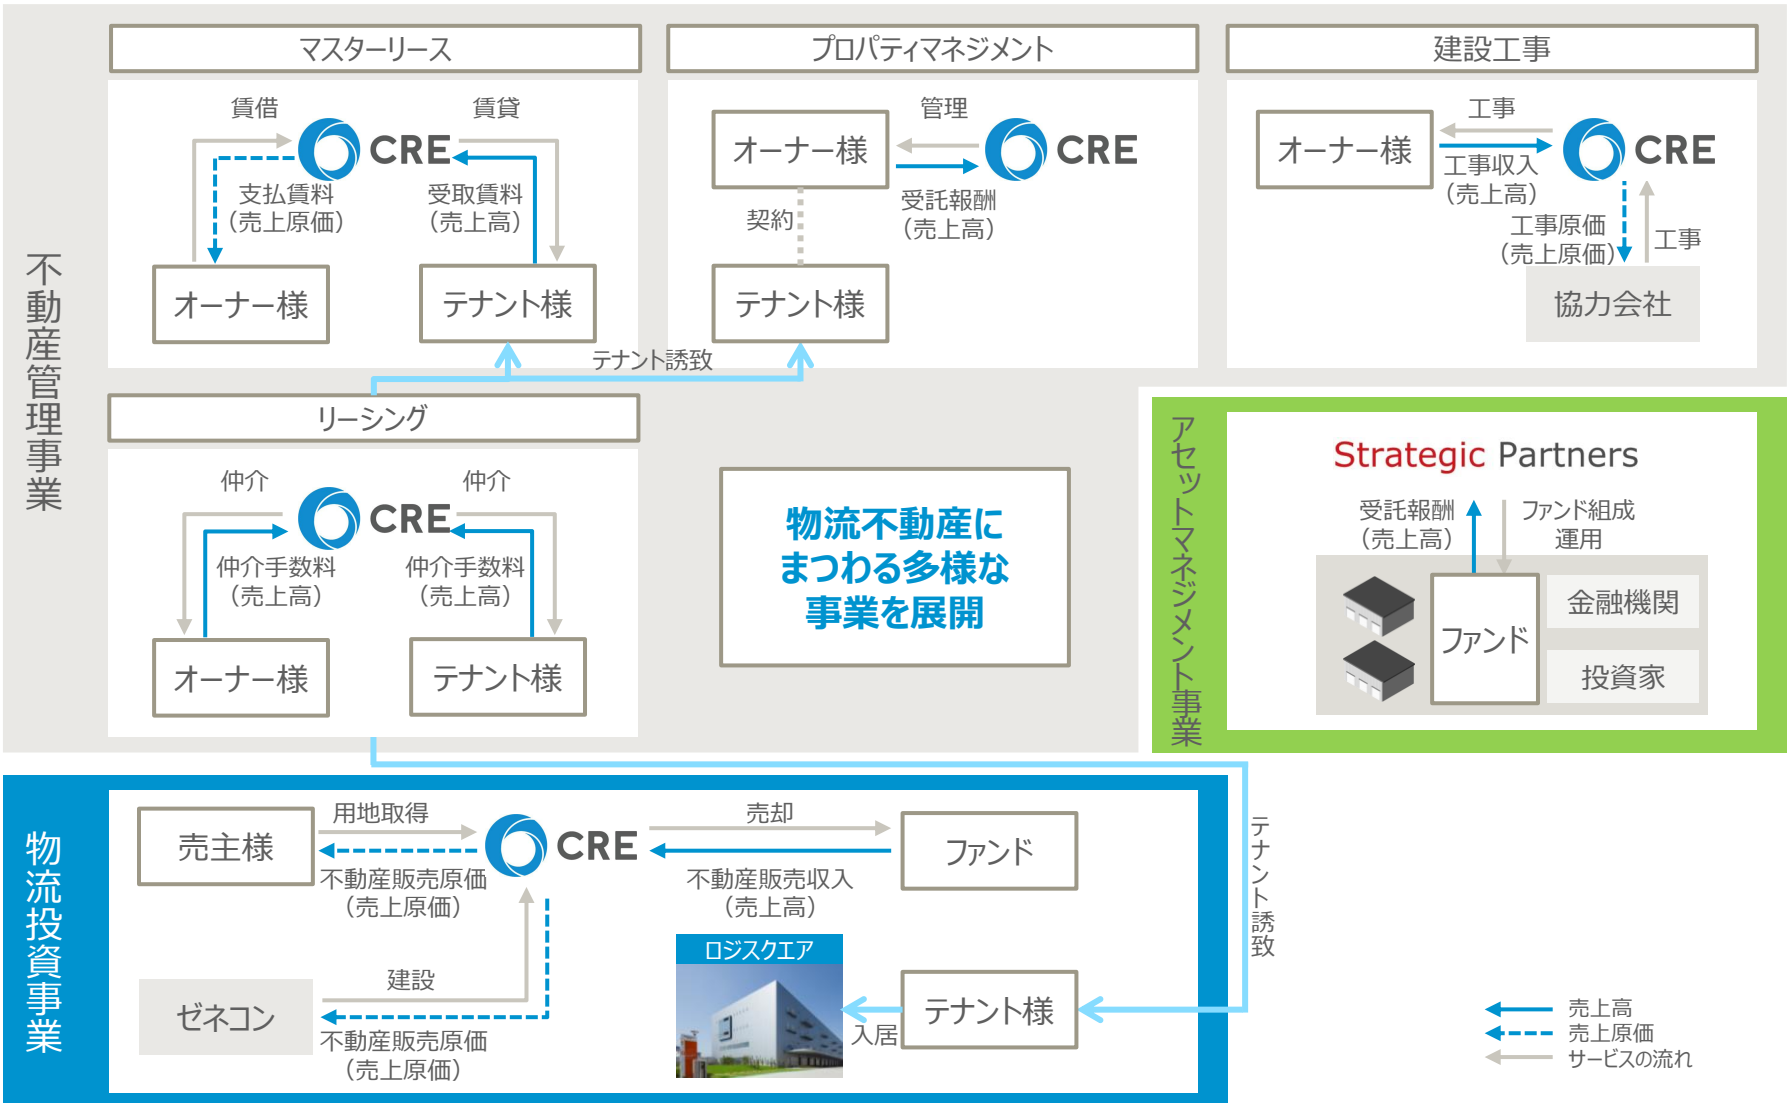 不動産管理事業
マスターリース
賃借
賃貸
CRE
支払賃料
（売上原価）
受取賃料
（売上高）
オーナー様
テナント様
プロパティマネジメント
オーナー様
管理
CRE
受託報酬
（売上高）
契約
テナント様
建設工事
オーナー様
工事
CRE
工事収入
（売上高）
工事原価
（売上原価）
工事
協力会社
テナント誘致
リーシング
仲介
仲介
CRE
仲介手数料
（売上高）
仲介手数料
（売上高）
オーナー様
テナント様
物流不動産に
まつわる多様な
事業を展開
アセットマネジメント事業
Strategic Partners
受託報酬
（売上高）
ファンド組成
運用
ファンド
金融機関
投資家
物流投資事業
売主様
用地取得
CRE
売却
ファンド
不動産販売原価
（売上原価）
不動産販売収入
（売上高）
ゼネコン
建設
不動産販売原価
（売上原価）
ロジスクエア
入居
テナント様
テナント誘致
売上高
売上原価
サービスの流れ